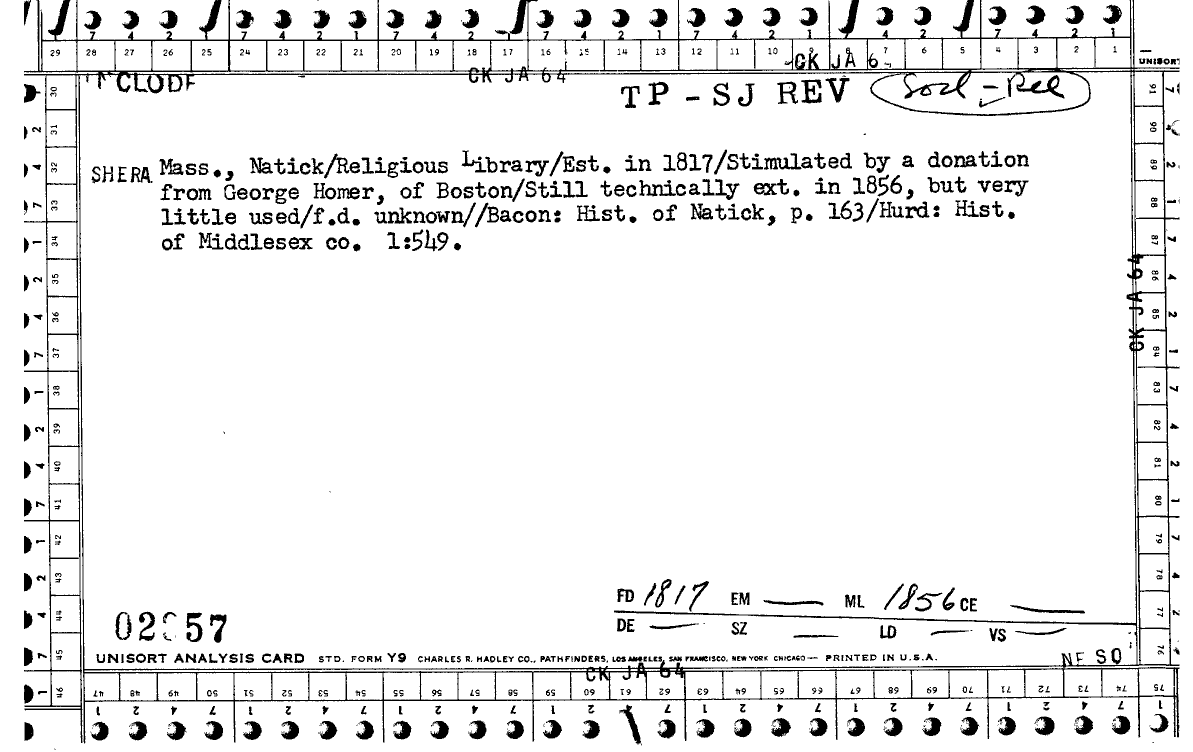 7 4 2 1 7 4 2 1 7 4 2 1 7 4 2 1 7 4 2 1
29 28 27 26 25 24 23 22 21 20 19 18 17 16 15 14 13 12 11 10 9 8 7 6 5 4 3 2 1
CK JA 64 CK JA 6 UNISORT
TP - SJ REV Socl - Rel
SHERA Mass., Natick/Religious Library/Est. in 1817/Stimulated by a donation
from George Homer, of Boston/Still technically ext. in 1856, but very
little used/f.d. unknown//Bacon: Hist. of Natick, p. 163/Hurd: Hist.
of Middlesex co. 1:549.
30 31 32 33 34 35 36 37 38 39 40 41 42 43 44 45 46
2 4 7 1 2 4 7 1 2 4 7 1 2 4 7 1
91 90 89 88 87 86 85 84 83 82 81 80 79 78 77 76
CK JA 64
FD 1817 EM — ML 1856 CE —
DE — SZ — LD — VS —
UNISORT ANALYSIS CARD STD. FORM Y9 CHARLES R. HADLEY CO., PATHFINDERS, LOS ANGELES, SAN FRANCISCO, NEW YORK CHICAGO — PRINTED IN U.S.A.
CK JA 64
47 48 49 50 51 52 53 54 55 56 57 58 59 60 61 62 63 64 65 66 67 68 69 70 71 72 73 74 75